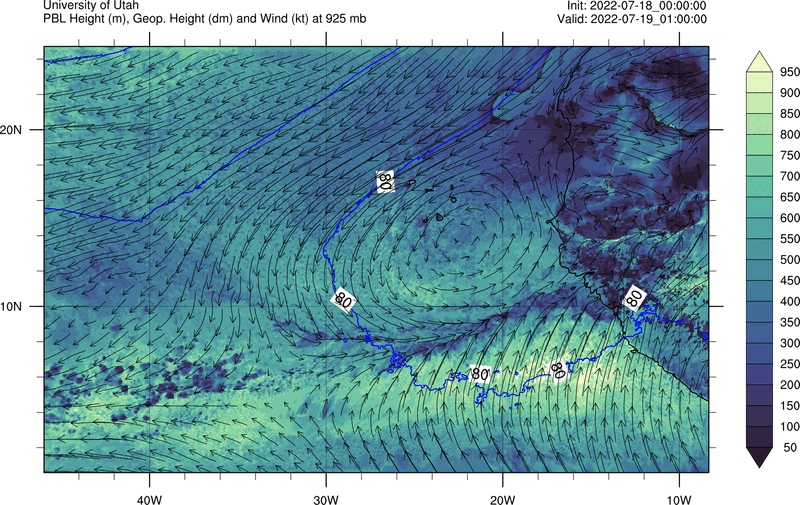 University of Utah
Init: 2022-07-18_00:00:00
PBL Height (m), Geop. Height (dm) and Wind (kt) at 925 mb
Valid: 2022-07-19_01:00:00
20N
10N
40W
30W
20W
10W
80
80
80
80
80
950
900
850
800
750
700
650
600
550
500
450
400
350
300
250
200
150
100
50